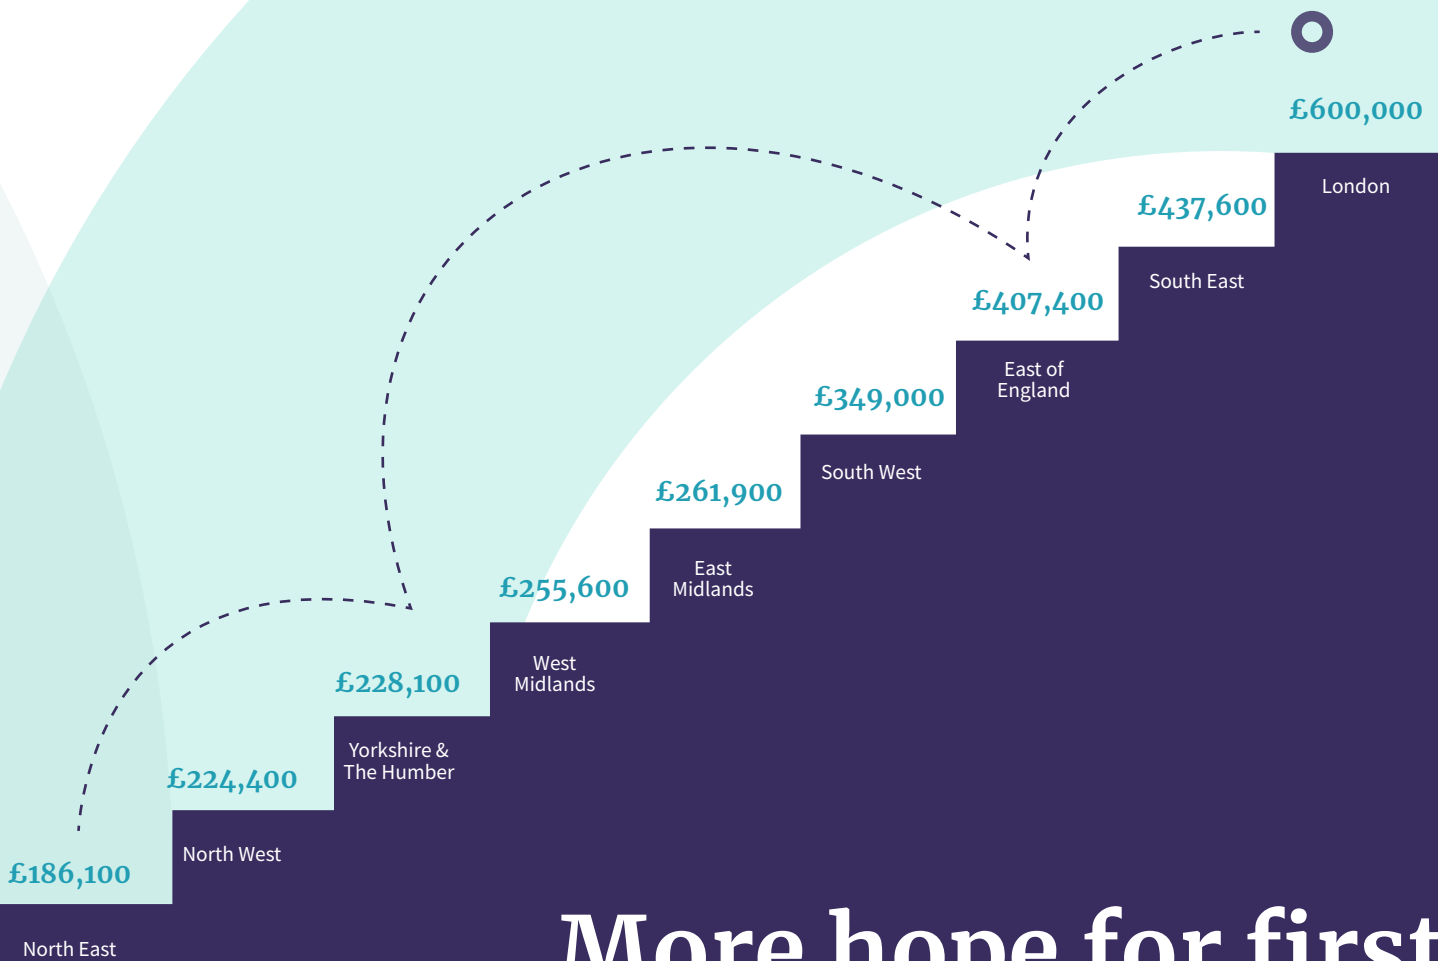 £600,000
London
£437,600
South East
£407,400
East of
England
£349,000
South West
£261,900
East
Midlands
£255,600
West
Midlands
£228,100
Yorkshire &
The Humber
£224,400
North West
£186,100
North East
More hope for first